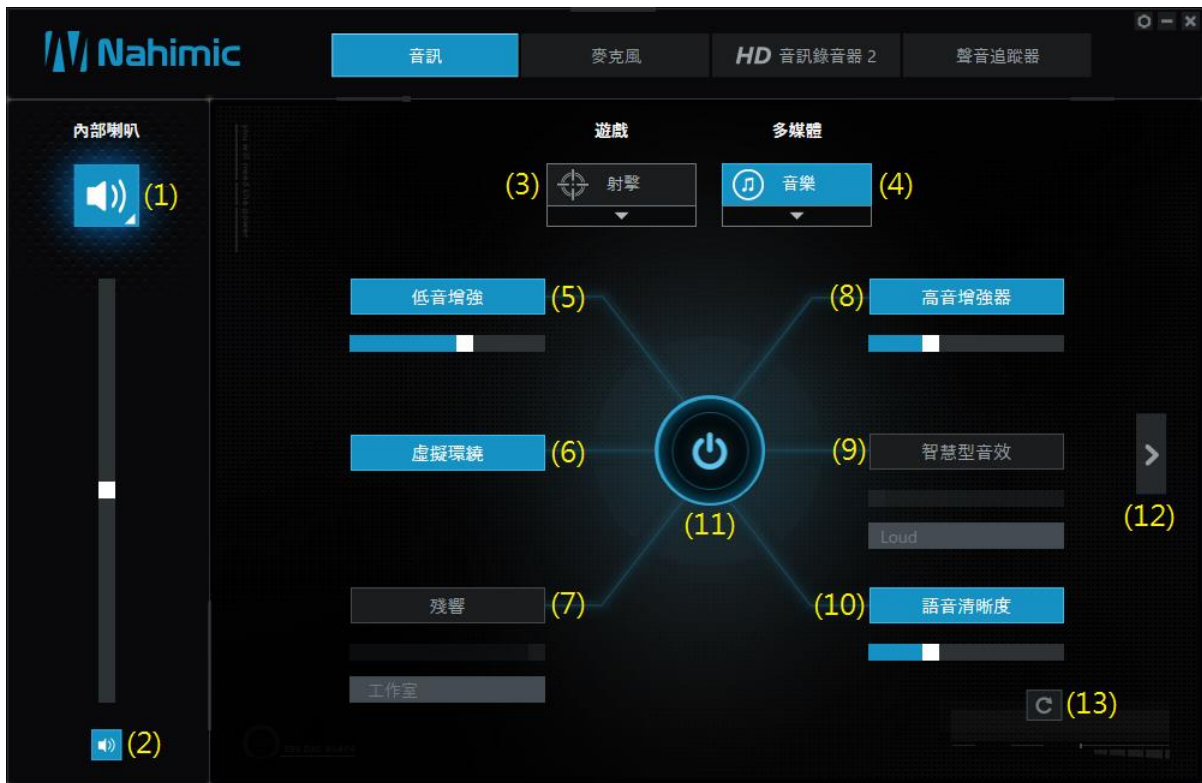 Nahimic
音訊
麥克風
HD 音訊錄音器 2
聲音追蹤器
內部喇叭
(1)
(2)
遊戲
多媒體
(3)
射擊
音樂
(4)
低音增強
(5)
(8)
高音增強器
虛擬環繞
(6)
(9)
智慧型音效
Loud
(11)
(12)
殘響
(7)
工作室
(10)
語音清晰度
(13)